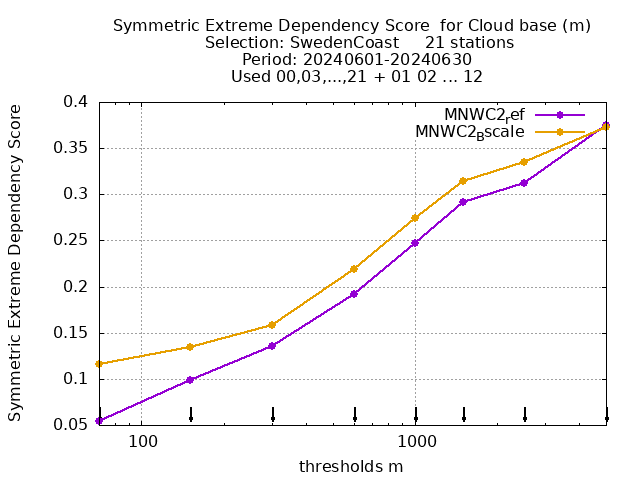 Symmetric Extreme Dependency Score  for Cloud base (m)
Selection: SwedenCoast     21 stations
Period: 20240601-20240630
Used 00,03,...,21 + 01 02 ... 12
Symmetric Extreme Dependency Score
0.4
0.35
0.3
0.25
0.2
0.15
0.1
0.05
MNWC2ref
MNWC2Bscale
100
1000
thresholds m